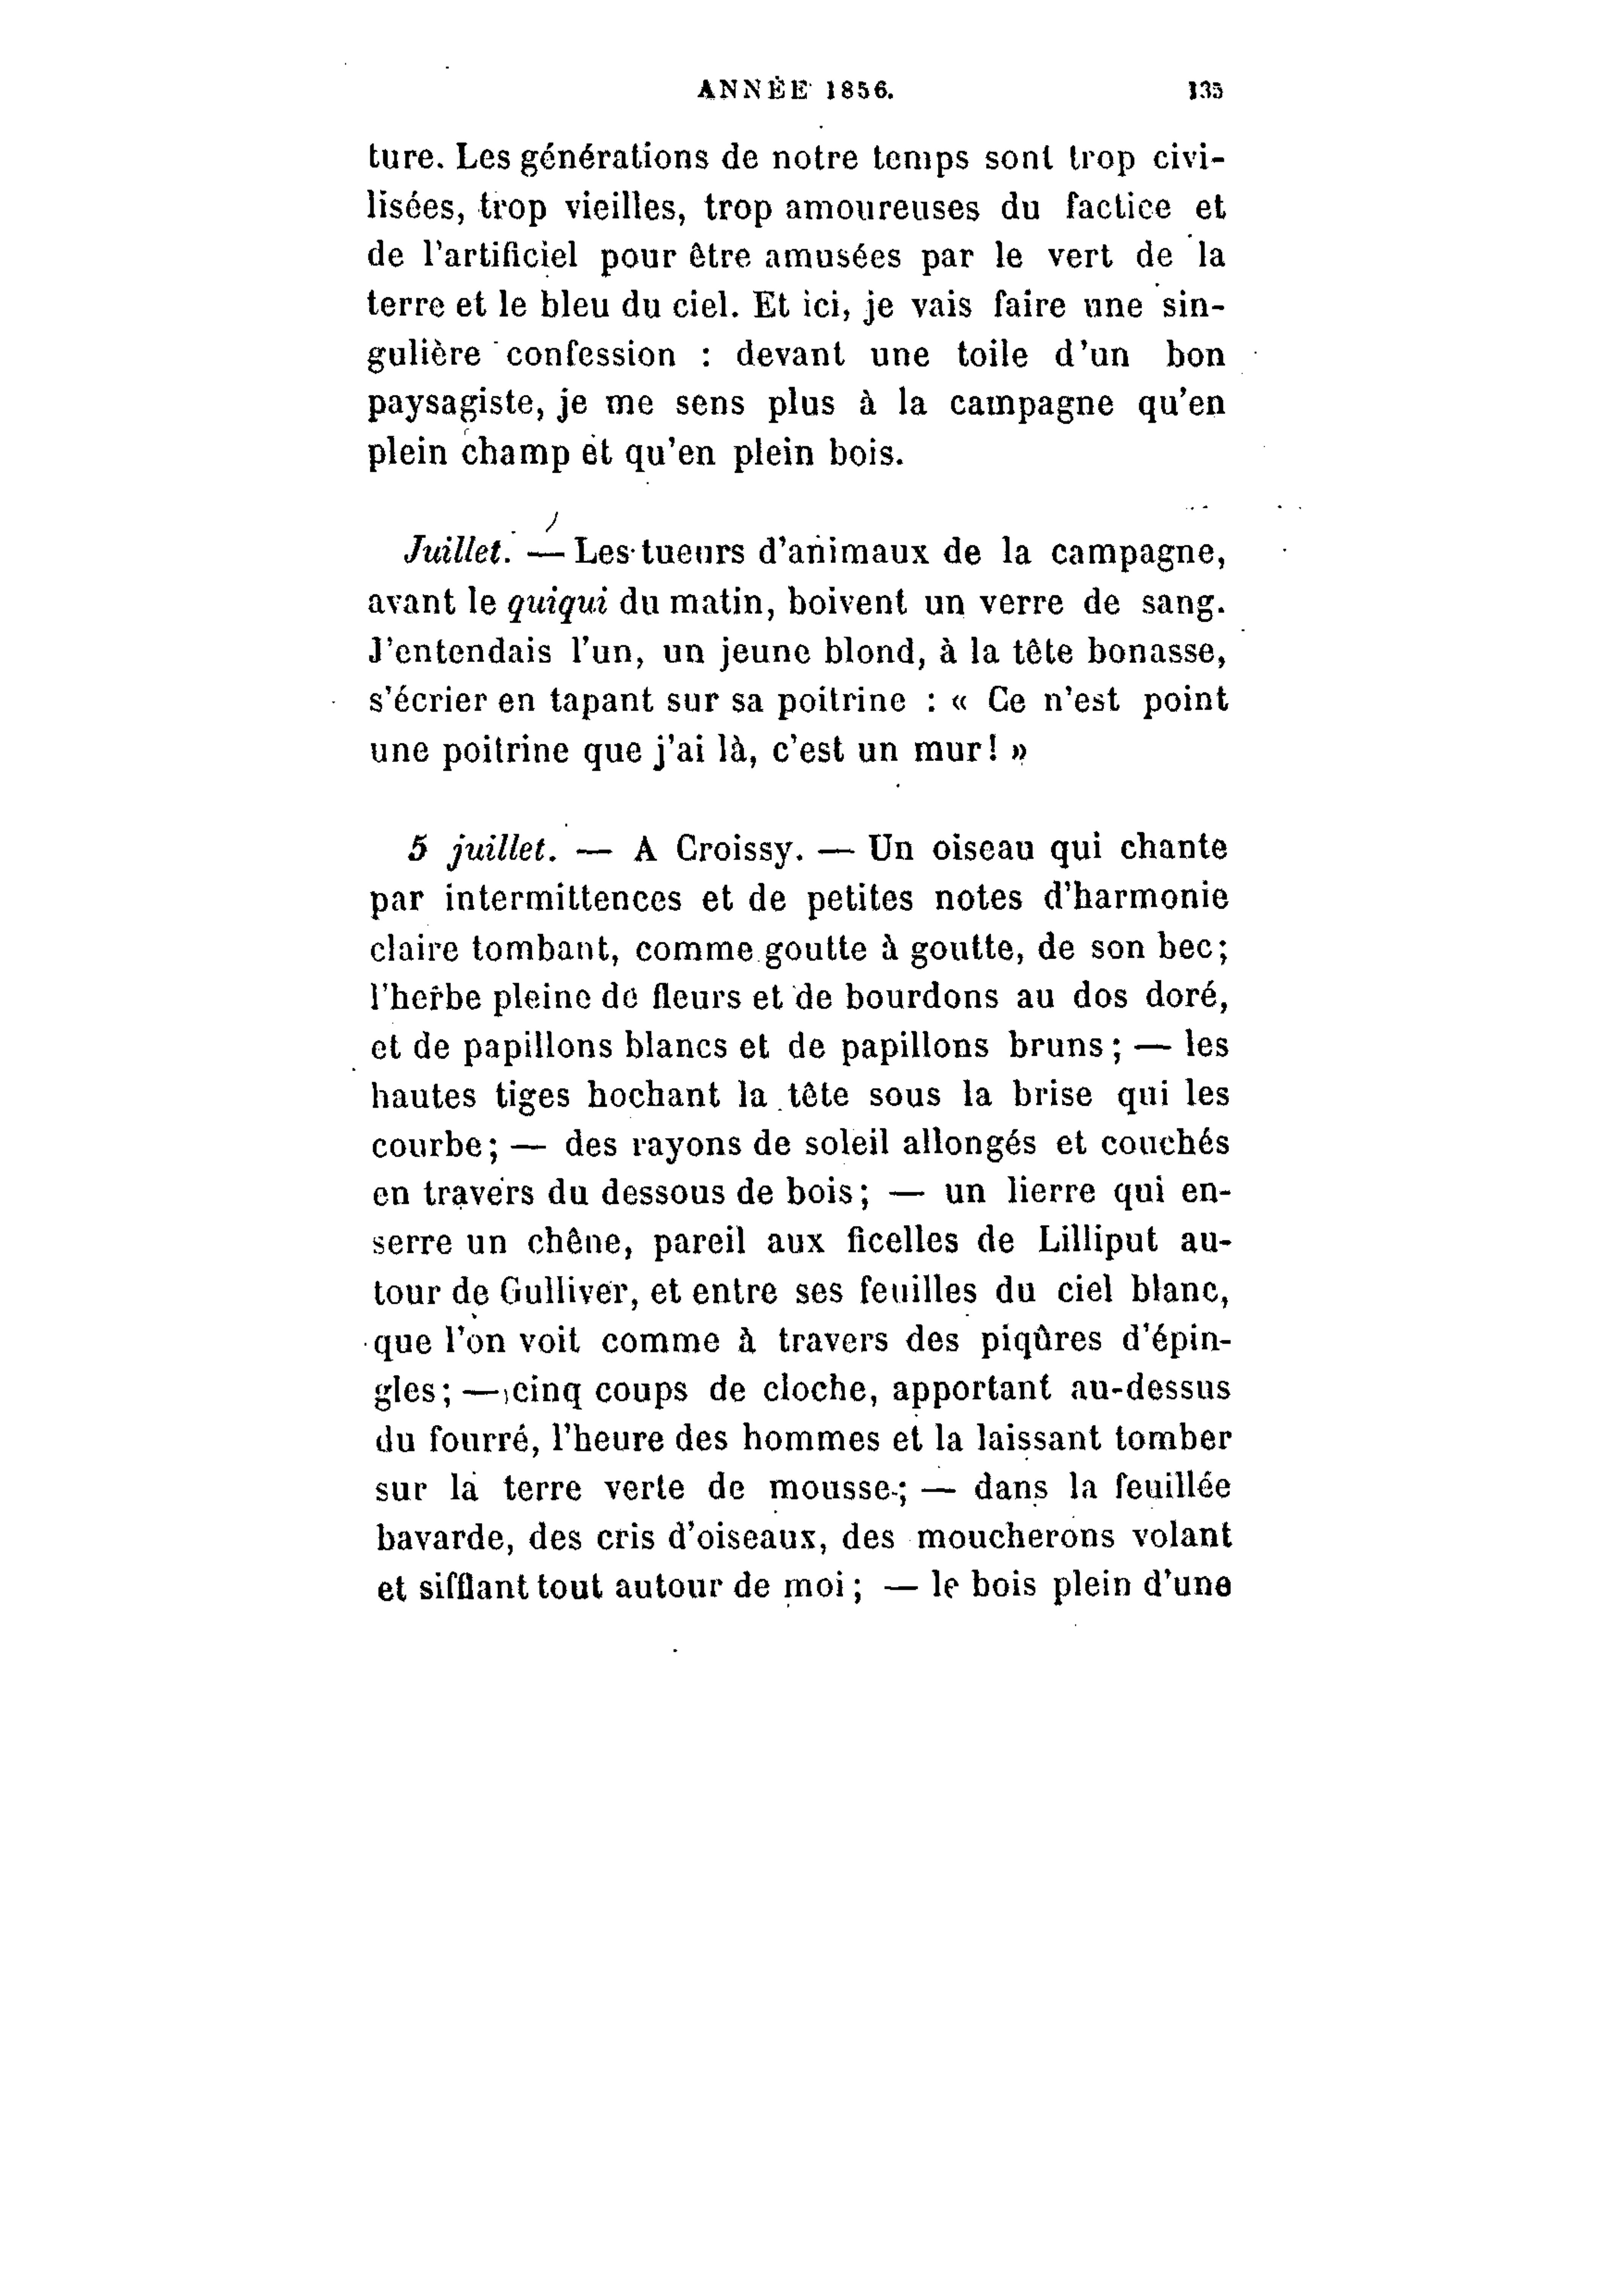 ANNÉE 1856. 135
ture. Les générations de notre temps sont trop civi-
lisées, trop vieilles, trop amoureuses du factice et
de l'artificiel pour être amusées par le vert de la
terre et le bleu du ciel. Et ici, je vais faire une sin-
gulière confession : devant une toile d'un bon
paysagiste, je me sens plus à la campagne qu'en
plein champ et qu'en plein bois.
Juillet. — Les tueurs d'animaux de la campagne,
avant le quiqui du matin, boivent un verre de sang.
J'entendais l'un, un jeune blond, à la tête bonasse,
s'écrier en tapant sur sa poitrine : « Ce n'est point
une poitrine que j'ai là, c'est un mur! »
5 juillet. — A Croissy. — Un oiseau qui chante
par intermittences et de petites notes d'harmonie
claire tombant, comme goutte à goutte, de son bec;
l'herbe pleine de fleurs et de bourdons au dos doré,
et de papillons blancs et de papillons bruns; — les
hautes tiges hochant la tête sous la brise qui les
courbe; — des rayons de soleil allongés et couchés
en travers du dessous de bois; — un lierre qui en-
serre un chêne, pareil aux ficelles de Lilliput au-
tour de Gulliver, et entre ses feuilles du ciel blanc,
que l'on voit comme à travers des piqûres d'épin-
gles; — cinq coups de cloche, apportant au-dessus
du fourré, l'heure des hommes et la laissant tomber
sur la terre verte de mousse; — dans la feuillée
bavarde, des cris d'oiseaux, des moucherons volant
et sifflant tout autour de moi; — le bois plein d'une